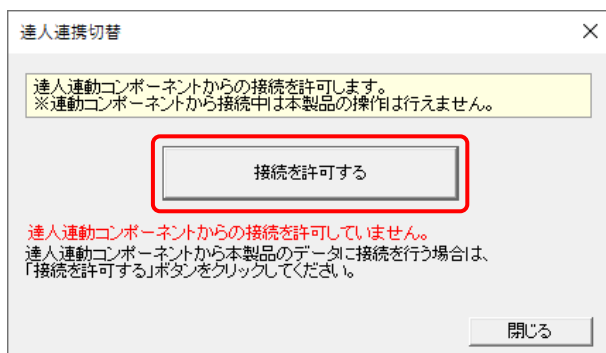 達人連携切替
達人連動コンポーネントからの接続を許可します。
※連動コンポーネントから接続中は本製品の操作は行えません。
接続を許可する
達人連動コンポーネントからの接続を許可していません。
達人連動コンポーネントから本製品のデータに接続を行う場合は、
「接続を許可する」ボタンをクリックしてください。
閉じる